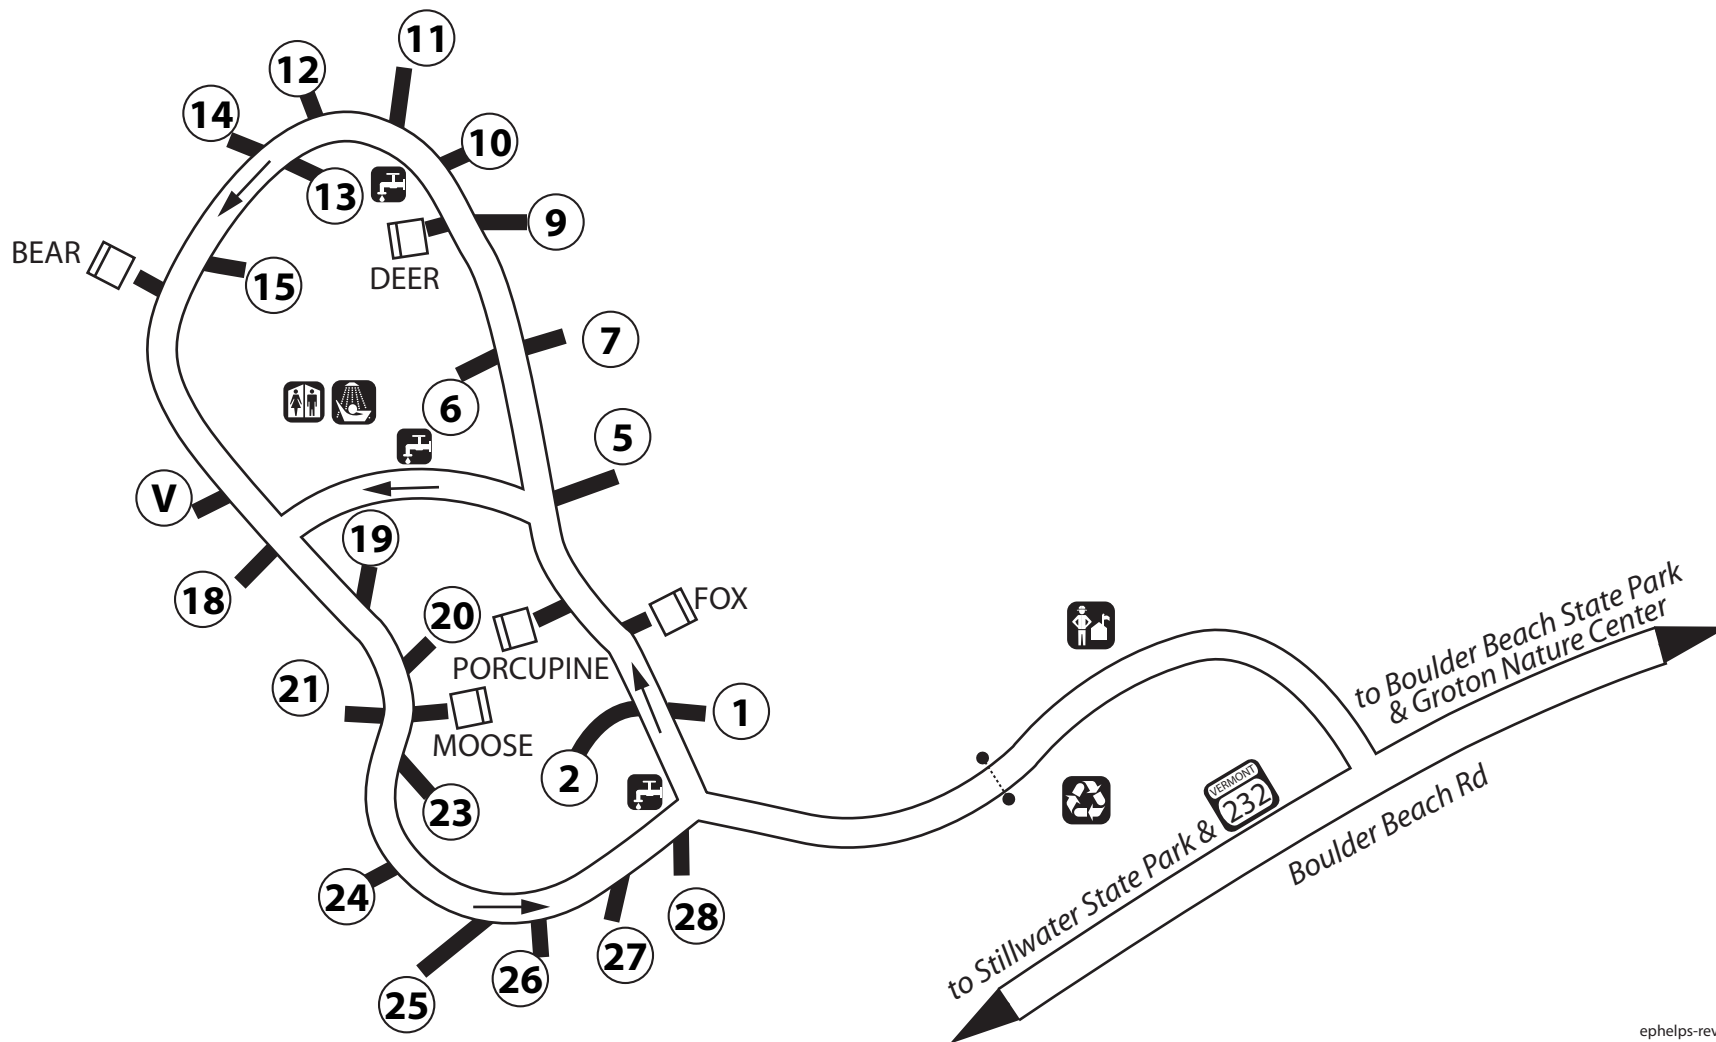 11
12
14
10
13
9
BEAR
DEER
15
7
6
5
V
19
18
20
FOX
PORCUPINE
21
1
MOOSE
2
23
24
28
27
26
25
to Boulder Beach State Park
& Groton Nature Center
VERMONT
232
to Stillwater State Park &
Boulder Beach Rd
ephelps-rev